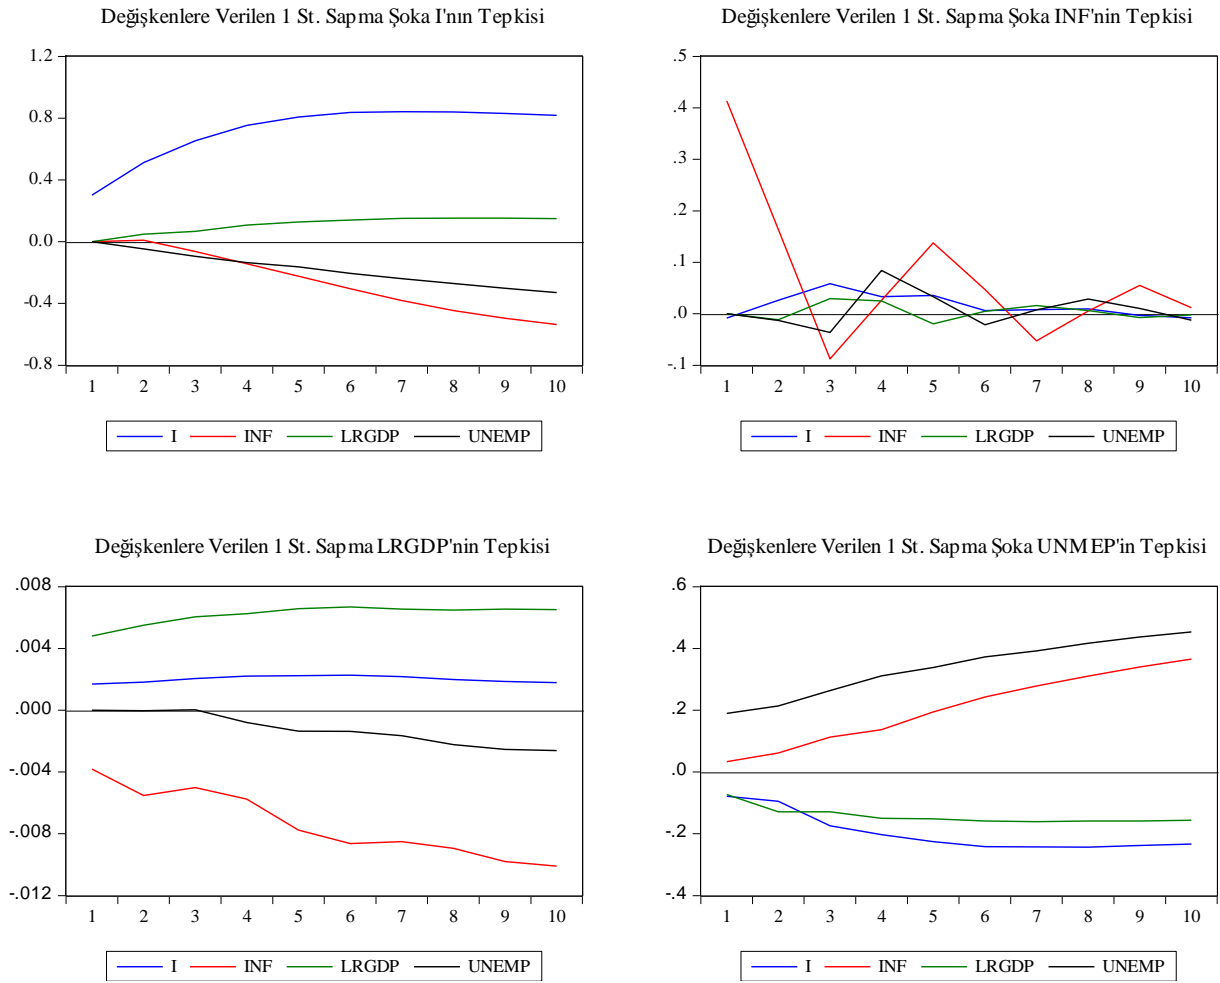 Değişkenlere Verilen 1 St. Sapma Şoka I'nın Tepkisi
1.2
0.8
0.4
0.0
-0.4
-0.8
1 2 3 4 5 6 7 8 9 10
I INF LRGDP UNEMP
Değişkenlere Verilen 1 St. Sapma Şoka INF'nin Tepkisi
.5
.4
.3
.2
.1
.0
-.1
1 2 3 4 5 6 7 8 9 10
I INF LRGDP UNEMP
Değişkenlere Verilen 1 St. Sapma LRGDP'nin Tepkisi
.008
.004
.000
-.004
-.008
-.012
1 2 3 4 5 6 7 8 9 10
I INF LRGDP UNEMP
Değişkenlere Verilen 1 St. Sapma Şoka UNMEP'in Tepkisi
.6
.4
.2
.0
-.2
-.4
1 2 3 4 5 6 7 8 9 10
I INF LRGDP UNEMP